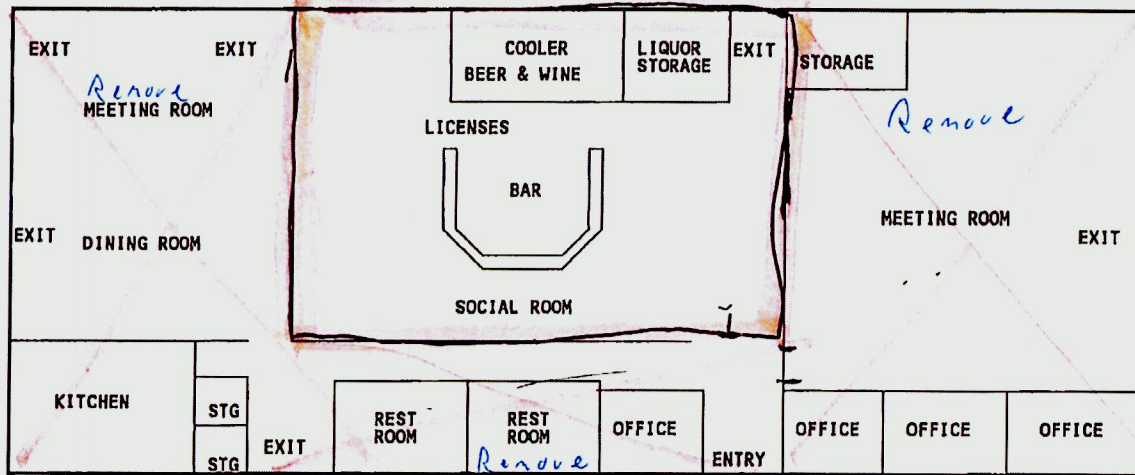 EXIT
EXIT
COOLER
BEER & WINE
LIQUOR
STORAGE
EXIT
STORAGE
Remove
MEETING ROOM
Remove
LICENSES
BAR
EXIT
DINING ROOM
MEETING ROOM
EXIT
SOCIAL ROOM
KITCHEN
STG
STG
EXIT
REST
ROOM
REST
ROOM
Remove
OFFICE
ENTRY
OFFICE
OFFICE
OFFICE